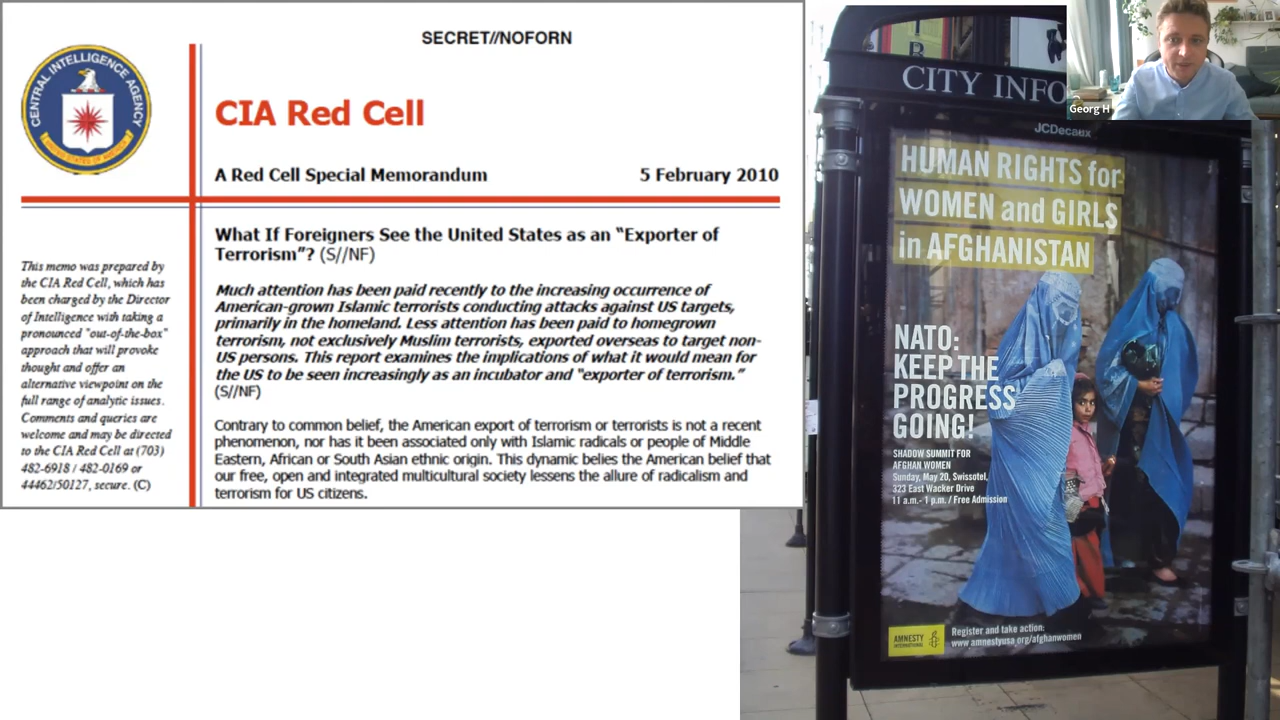 SECRET//NOFORN
CENTRAL INTELLIGENCE AGENCY
UNITED STATES OF AMERICA
CIA Red Cell
A Red Cell Special Memorandum
5 February 2010
What If Foreigners See the United States as an “Exporter of
Terrorism”? (S//NF)
Much attention has been paid recently to the increasing occurrence of
American-grown Islamic terrorists conducting attacks against US targets,
primarily in the homeland. Less attention has been paid to homegrown
terrorism, not exclusively Muslim terrorists, exported overseas to target non-
US persons. This report examines the implications of what it would mean for
the US to be seen increasingly as an incubator and “exporter of terrorism.”
(S//NF)
Contrary to common belief, the American export of terrorism or terrorists is not a recent
phenomenon, nor has it been associated only with Islamic radicals or people of Middle
Eastern, African or South Asian ethnic origin. This dynamic belies the American belief that
our free, open and integrated multicultural society lessens the allure of radicalism and
terrorism for US citizens.
This memo was prepared by
the CIA Red Cell, which has
been charged by the Director
of Intelligence with taking a
pronounced "out-of-the-box"
approach that will provoke
thought and offer an
alternative viewpoint on the
full range of analytic issues.
Comments and queries are
welcome and may be directed
to the CIA Red Cell at (703)
482-6918 / 482-0169 or
44462/50127, secure. (C)
CITY INFO
JCDecaux
HUMAN RIGHTS for
WOMEN and GIRLS
in AFGHANISTAN
NATO:
KEEP THE
PROGRESS
GOING!
SHADOW SUMMIT FOR
AFGHAN WOMEN
Sunday, May 20, Swissotel,
323 East Wacker Drive
11 a.m.- 1 p.m. / Free Admission
AMNESTY
INTERNATIONAL
Register and take action:
www.amnestyusa.org/afghanwomen
Georg H